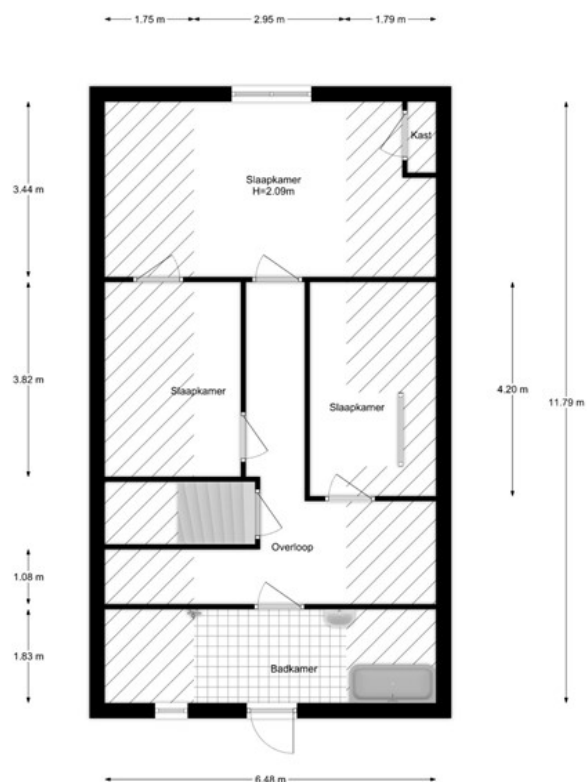 1.75 m
2.95 m
1.79 m
Kast
3.44 m
Slaapkamer
H=2.09m
3.82 m
Slaapkamer
Slaapkamer
4.20 m
11.79 m
Overloop
1.08 m
1.83 m
Badkamer
6.48 m